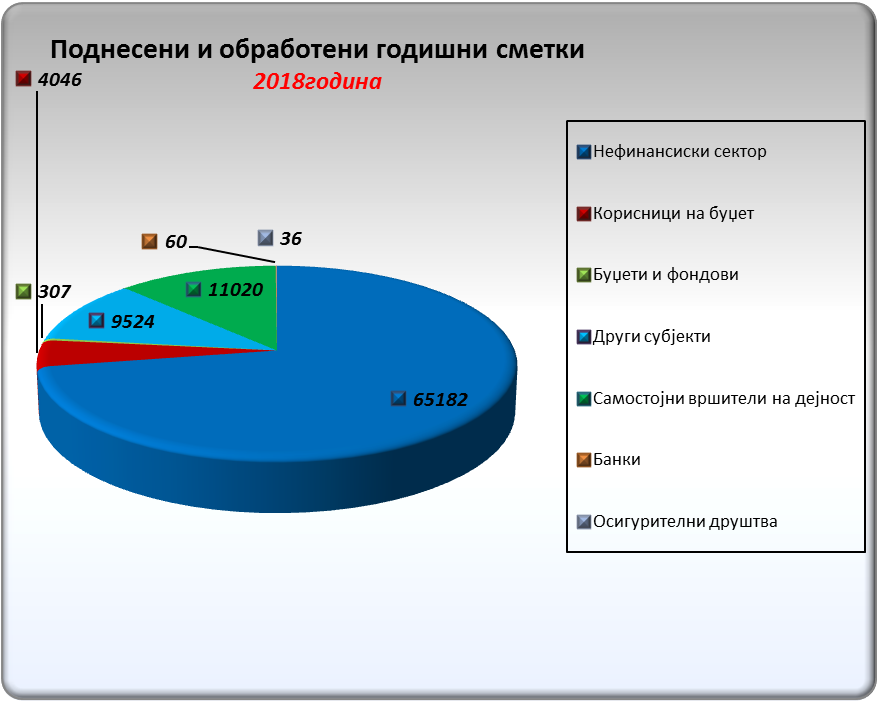 Поднесени и обработени годишни сметки
2018година
4046
60
36
307
11020
9524
65182
Нефинансиски сектор
Корисници на буџет
Буџети и фондови
Други субјекти
Самостојни вршители на дејност
Банки
Осигурителни друштва